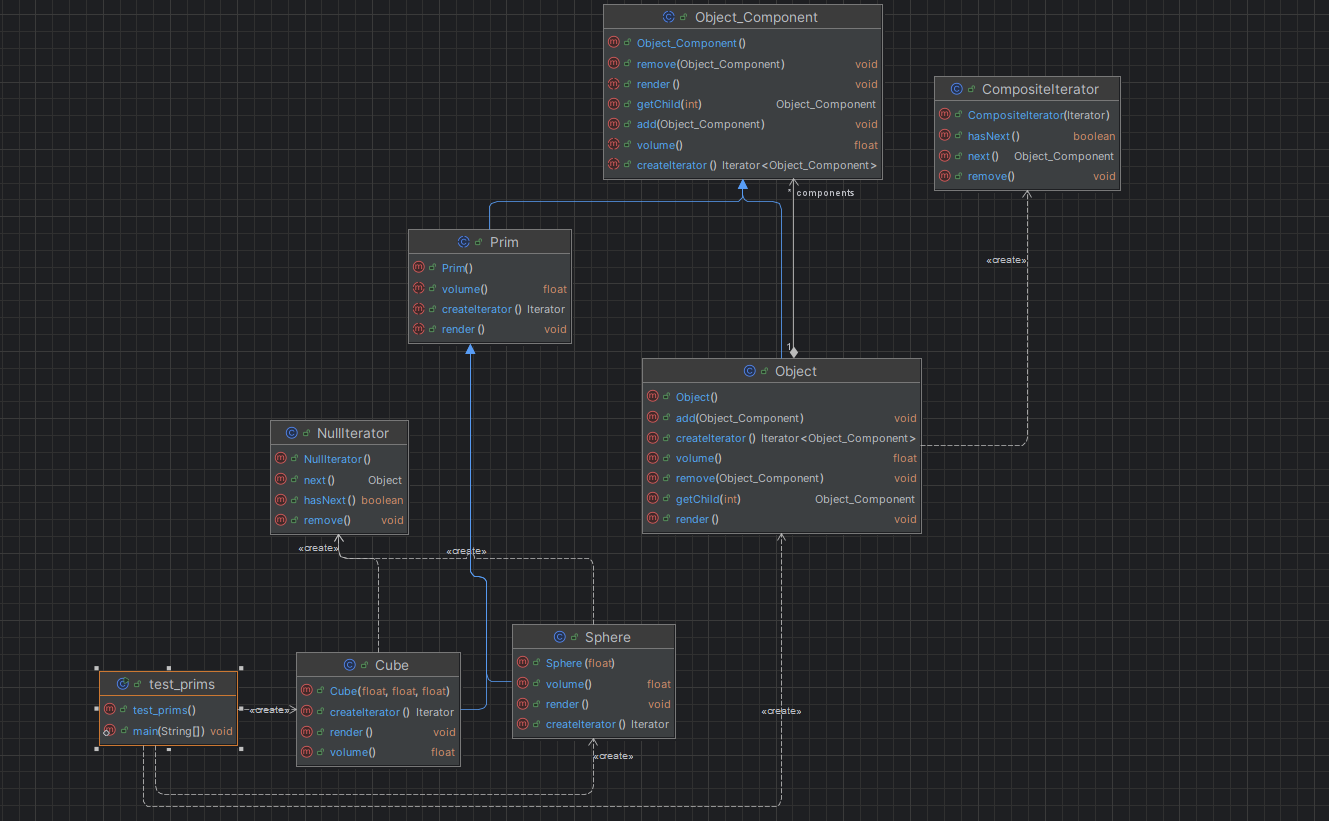 Object_Component
Object_Component()
remove(Object_Component) void
render() void
getChild(int) Object_Component
add(Object_Component) void
volume() float
createIterator() Iterator<Object_Component>
CompositeIterator
CompositeIterator(Iterator)
hasNext() boolean
next() Object_Component
remove() void
* components
Prim
Prim()
volume() float
createIterator() Iterator
render() void
«create»
1
Object
Object()
add(Object_Component) void
createIterator() Iterator<Object_Component>
volume() float
remove(Object_Component) void
getChild(int) Object_Component
render() void
NullIterator
NullIterator()
next() Object
hasNext() boolean
remove() void
«create»
«create»
Sphere
Sphere(float)
volume() float
render() void
createIterator() Iterator
Cube
Cube(float, float, float)
createIterator() Iterator
render() void
volume() float
test_prims
test_prims()
main(String[]) void
«create»
«create»
«create»